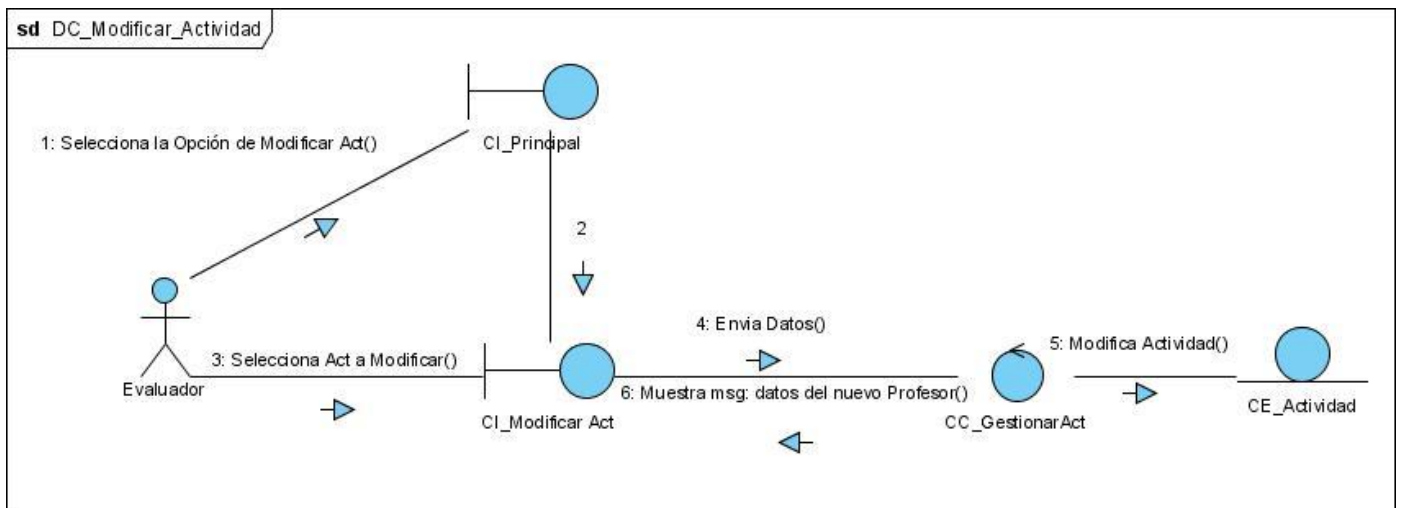 sd DC_Modificar_Actividad
1: Selecciona la Opción de Modificar Act()
CI_Principal
2
4: Envia Datos()
5: Modifica Actividad()
3: Selecciona Act a Modificar()
Evaluador
6: Muestra msg: datos del nuevo Profesor()
CE_Actividad
CI_Modificar Act
CC_GestionarAct